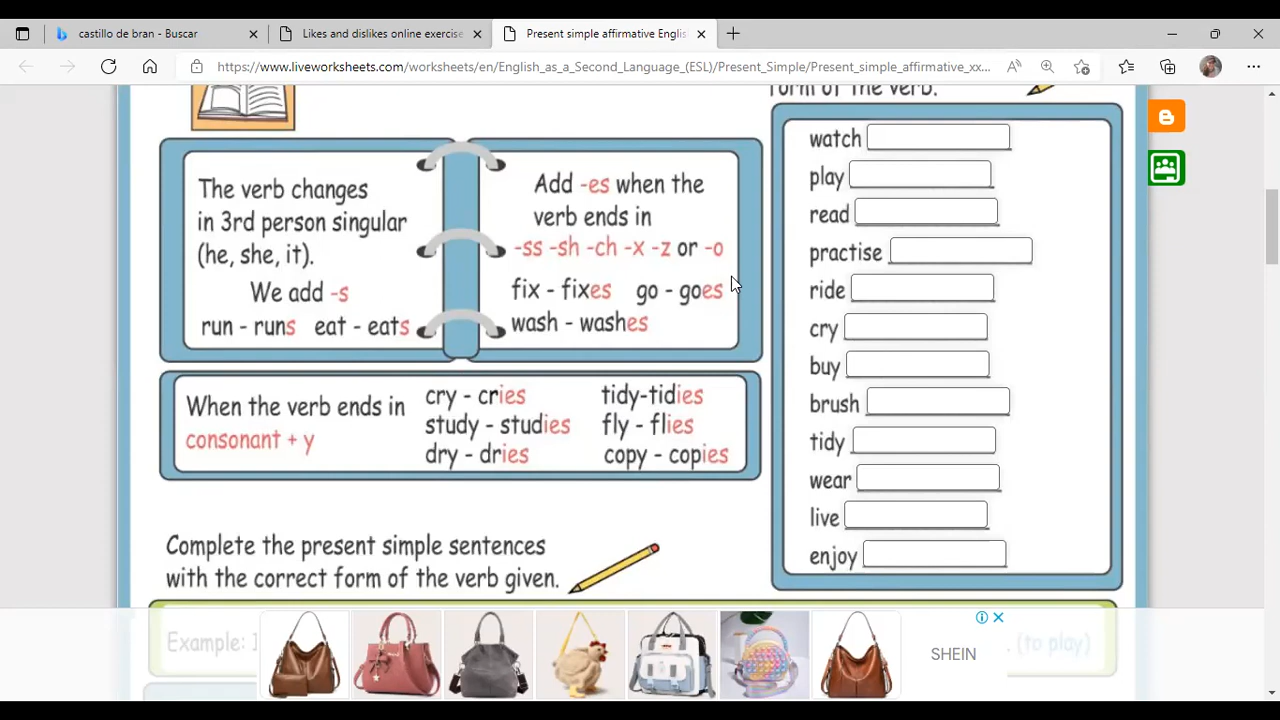 castillo de bran - Buscar
Likes and dislikes online exercise
Present simple affirmative Engli
https://www.liveworksheets.com/worksheets/en/English_as_a_Second_Language_(ESL)/Present_Simple/Present_simple_affirmative_xx...
form of the verb.
The verb changes
in 3rd person singular
(he, she, it).
We add -s
run - runs eat - eats
Add -es when the
verb ends in
-ss -sh -ch -x -z or -o
fix - fixes go - goes
wash - washes
When the verb ends in
consonant + y
cry - cries tidy-tidies
study - studies fly - flies
dry - dries copy - copies
watch
play
read
practise
ride
cry
buy
brush
tidy
wear
live
enjoy
Complete the present simple sentences
with the correct form of the verb given.
Example: (to play)
SHEIN